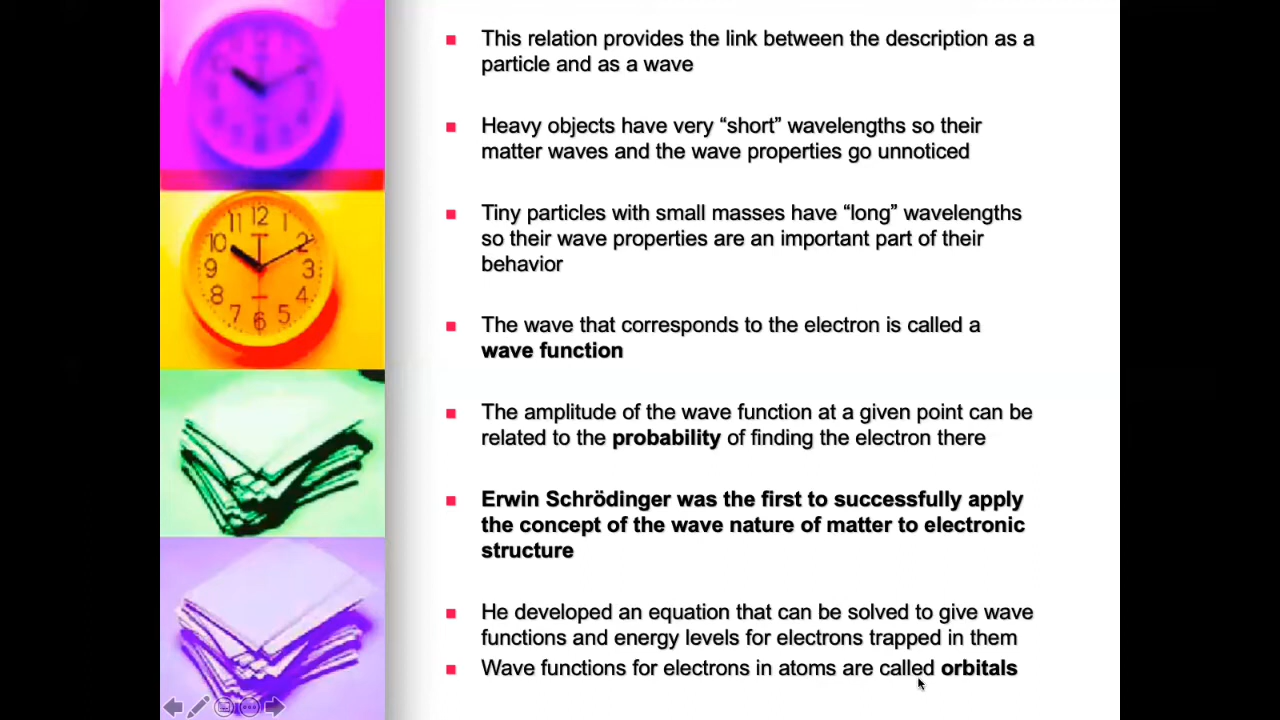 This relation provides the link between the description as a
particle and as a wave
Heavy objects have very “short” wavelengths so their
matter waves and the wave properties go unnoticed
Tiny particles with small masses have “long” wavelengths
so their wave properties are an important part of their
behavior
The wave that corresponds to the electron is called a
wave function
The amplitude of the wave function at a given point can be
related to the probability of finding the electron there
Erwin Schrödinger was the first to successfully apply
the concept of the wave nature of matter to electronic
structure
He developed an equation that can be solved to give wave
functions and energy levels for electrons trapped in them
Wave functions for electrons in atoms are called orbitals
11 12 1
10 2
9 3
8 4
7 6 5